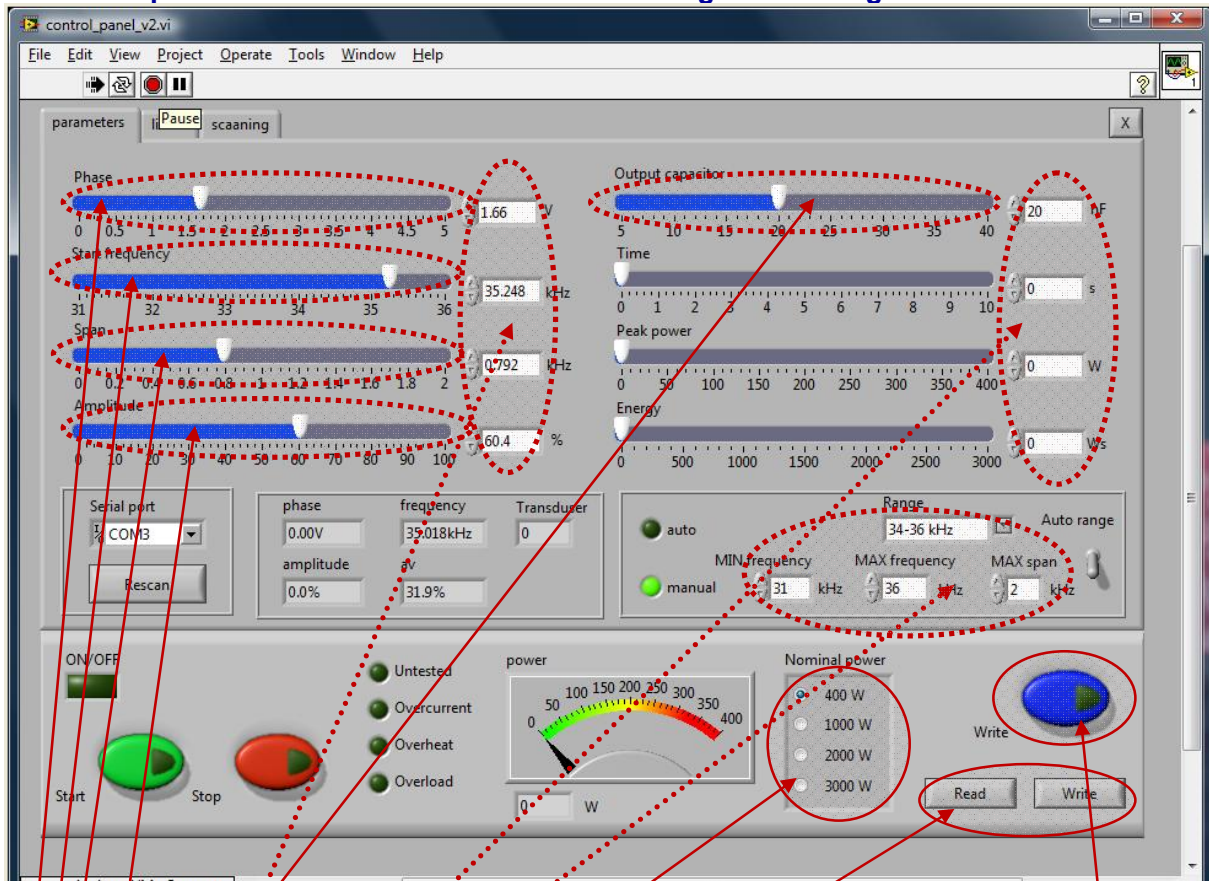 control_panel_v2.vi
File Edit View Project Operate Tools Window Help
parameters Pause scaaning X
Phase
0 0.5 1 1.5 2 2.5 3 3.5 4 4.5 5
1.66 V
Start frequency
31 32 33 34 35 36
35.248 kHz
Span
0 0.2 0.4 0.6 0.8 1 1.2 1.4 1.6 1.8 2
0.792 kHz
Amplitude
0 10 20 30 40 50 60 70 80 90 100
60.4 %
Output capacitor
5 10 15 20 25 30 35 40
20
Time
0 1 2 3 4 5 6 7 8 9 10
0 s
Peak power
0 50 100 150 200 250 300 350 400
0 W
Energy
0 500 1000 1500 2000 2500 3000
0 Ws
Serial port
COM3
Rescan
phase frequency Transduser
0.00V 35.018kHz 0
amplitude av
0.0% 31.9%
auto
manual
Range
34-36 kHz
Auto range
MIN frequency MAX frequency MAX span
31 kHz 36 kHz 2 kHz
ON/OFF
Start Stop
Untested
Overcurrent
Overheat
Overload
power
0 50 100 150 200 250 300 350 400
0 W
Nominal power
400 W
1000 W
2000 W
3000 W
Write
Read Write